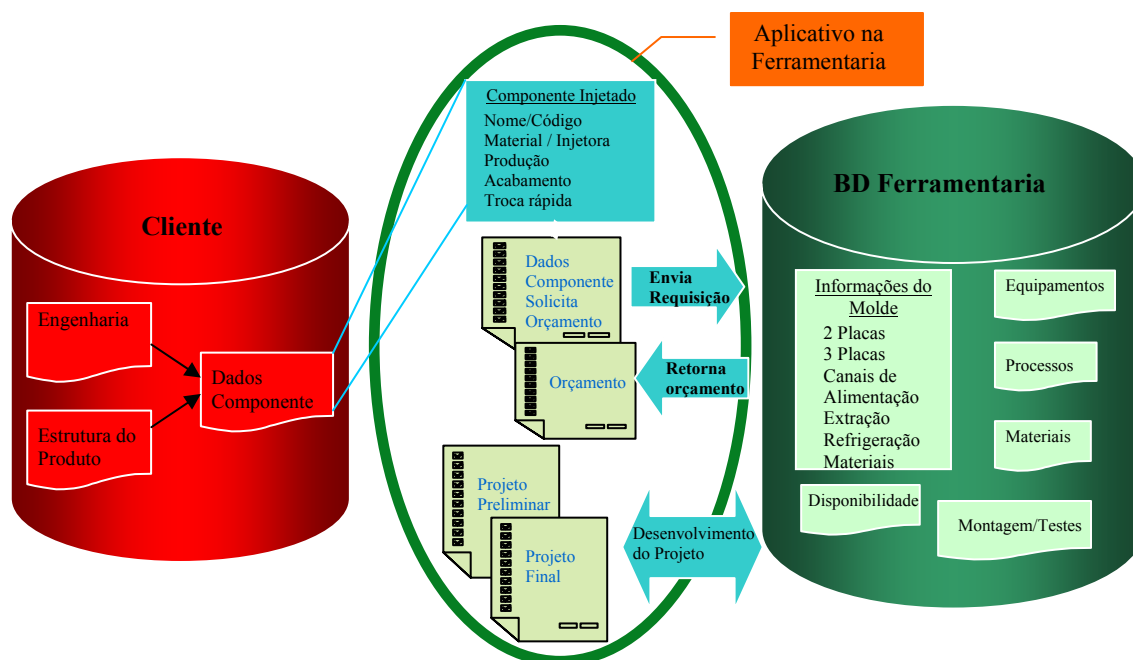 Aplicativo na
Ferramentaria
Componente Injetado
Nome/Código
Material / Injetora
Produção
Acabamento
Troca rápida
Cliente
Engenharia
Estrutura do
Produto
Dados
Componente
Dados
Componente
Solicita
Orçamento
Envia
Requisição
Orçamento
Retorna
orçamento
Projeto
Preliminar
Projeto
Final
Desenvolvimento
do Projeto
BD Ferramentaria
Informações do
Molde
2 Placas
3 Placas
Canais de
Alimentação
Extração
Refrigeração
Materiais
Equipamentos
Processos
Materiais
Disponibilidade
Montagem/Testes